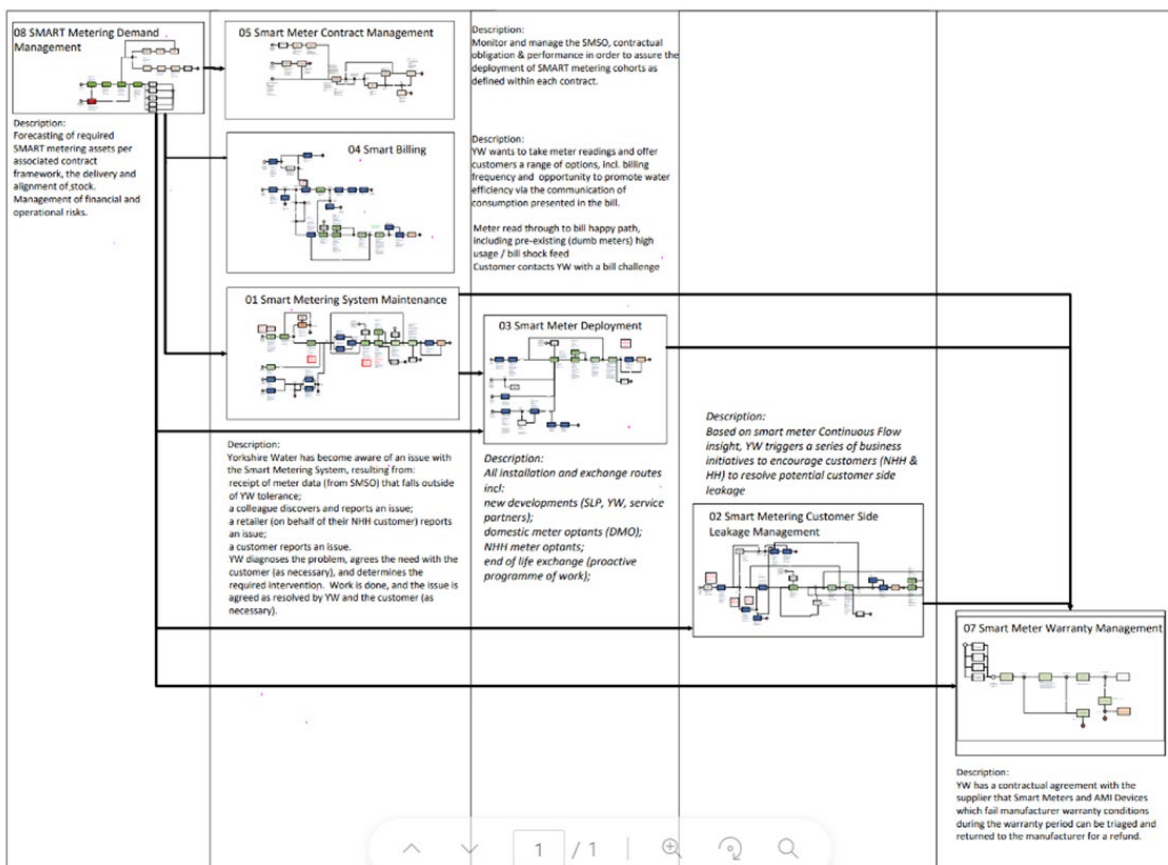 08 SMART Metering Demand
Management
Description:
Forecasting of required
SMART metering assets per
associated contract
framework, the delivery and
alignment of stock.
Management of financial and
operational risks.
05 Smart Meter Contract Management
Description:
Monitor and manage the SMSO, contractual
obligation & performance in order to assure the
deployment of SMART metering cohorts as
defined within each contract.
04 Smart Billing
Description:
YW wants to take meter readings and offer
customers a range of options, incl. billing
frequency and opportunity to promote water
efficiency via the communication of
consumption presented in the bill.
Meter read through to bill happy path,
including pre-existing (dumb meters) high
usage / bill shock feed
Customer contacts YW with a bill challenge
01 Smart Metering System Maintenance
Description:
Yorkshire Water has become aware of an issue with
the Smart Metering System, resulting from:
receipt of meter data (from SMSO) that falls outside
of YW tolerance;
a colleague discovers and reports an issue;
a retailer (on behalf of their NHH customer) reports
an issue;
a customer reports an issue.
YW diagnoses the problem, agrees the need with the
customer (as necessary), and determines the
required intervention. Work is done, and the issue is
agreed as resolved by YW and the customer (as
necessary).
03 Smart Meter Deployment
Description:
All installation and exchange routes
incl:
new developments (SLP, YW, service
partners);
domestic meter optants (DMO);
NHH meter optants;
end of life exchange (proactive
programme of work);
Description:
Based on smart meter Continuous Flow
insight, YW triggers a series of business
initiatives to encourage customers (NHH &
HH) to resolve potential customer side
leakage
02 Smart Metering Customer Side
Leakage Management
07 Smart Meter Warranty Management
Description:
YW has a contractual agreement with the
supplier that Smart Meters and AMI Devices
which fail manufacturer warranty conditions
during the warranty period can be triaged and
returned to the manufacturer for a refund.
1 / 1